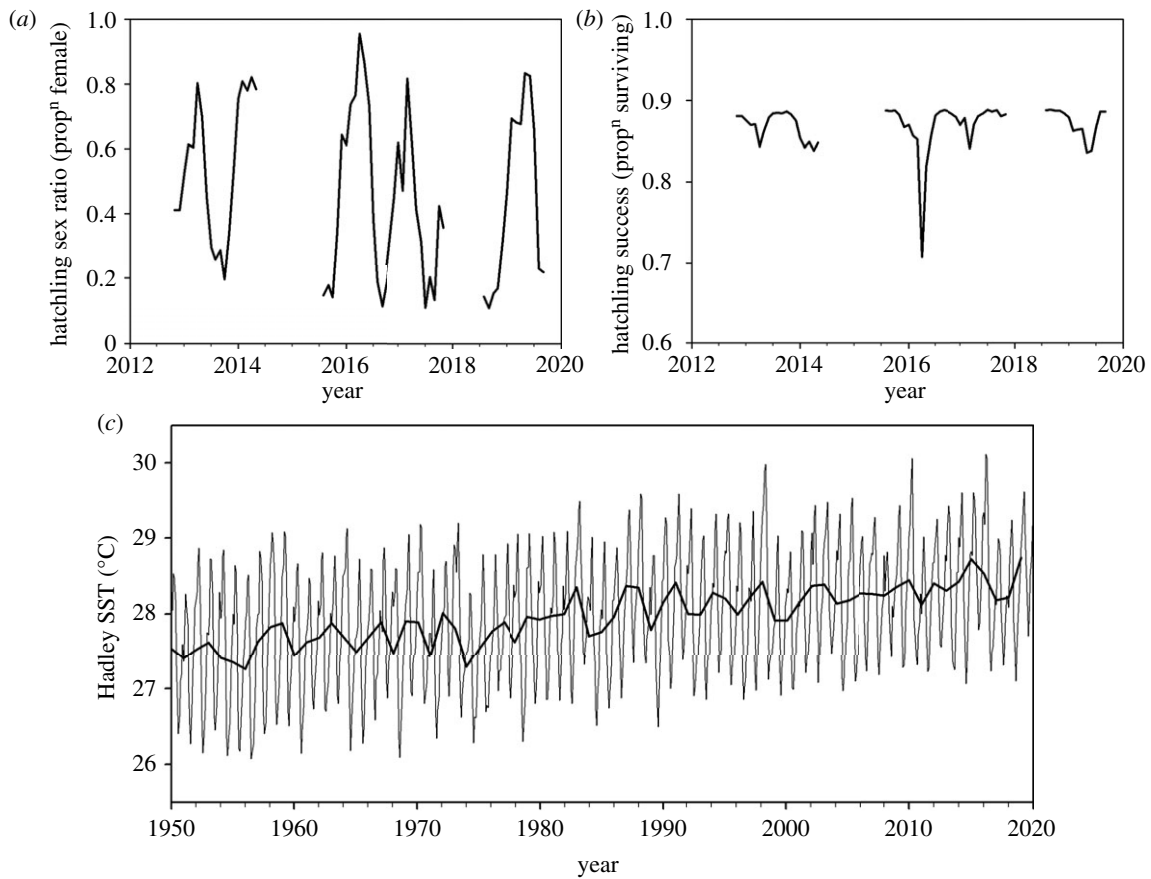 (a)
hatchling sex ratio (propⁿ female)
1.0
0.8
0.6
0.4
0.2
0
2012 2014 2016 2018 2020
year
(b)
hatchling success (propⁿ surviving)
1.0
0.9
0.8
0.7
0.6
2012 2014 2016 2018 2020
year
(c)
Hadley SST (°C)
30
29
28
27
26
1950 1960 1970 1980 1990 2000 2010 2020
year